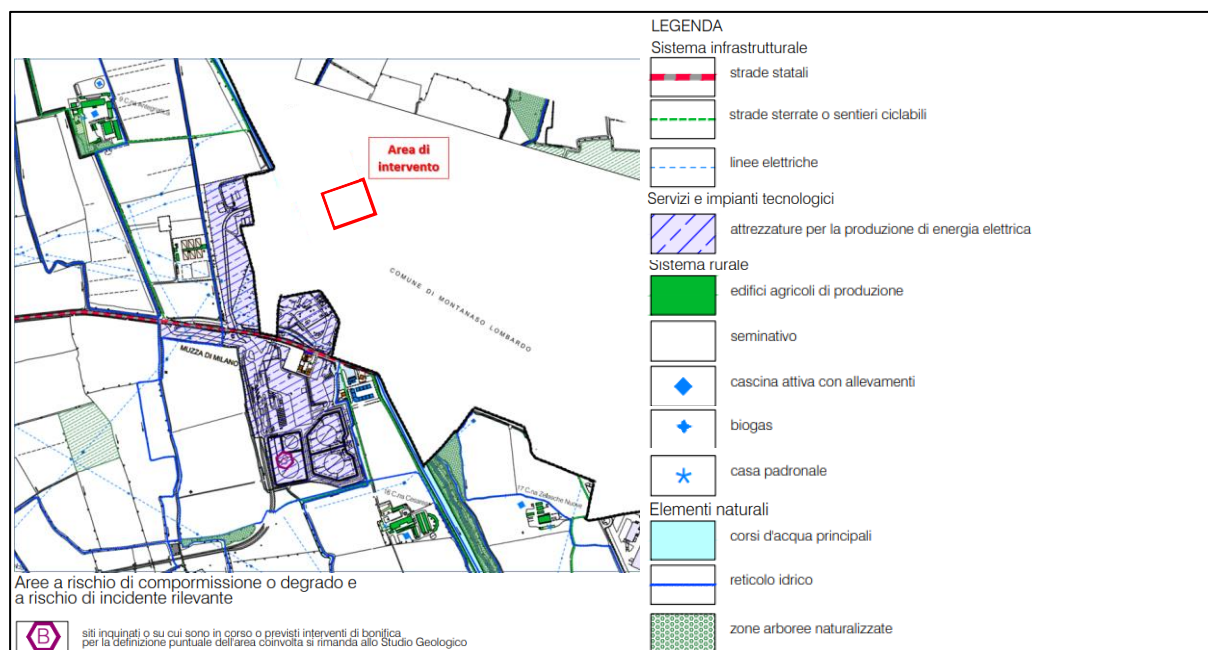 LEGENDA
Sistema infrastrutturale
strade statali
strade sterrate o sentieri ciclabili
linee elettriche
Servizi e impianti tecnologici
attrezzature per la produzione di energia elettrica
Sistema rurale
edifici agricoli di produzione
seminativo
cascina attiva con allevamenti
biogas
casa padronale
Elementi naturali
corsi d'acqua principali
reticolo idrico
zone arboree naturalizzate
Area di
intervento
COMUNE DI MONTANASO LOMBARDO
MUZZA DI MILANO
Aree a rischio di compormissione o degrado e
a rischio di incidente rilevante
B
siti inquinati o su cui sono in corso o previsti interventi di bonifica
per la definizione puntuale dell'area coinvolta si rimanda allo Studio Geologico